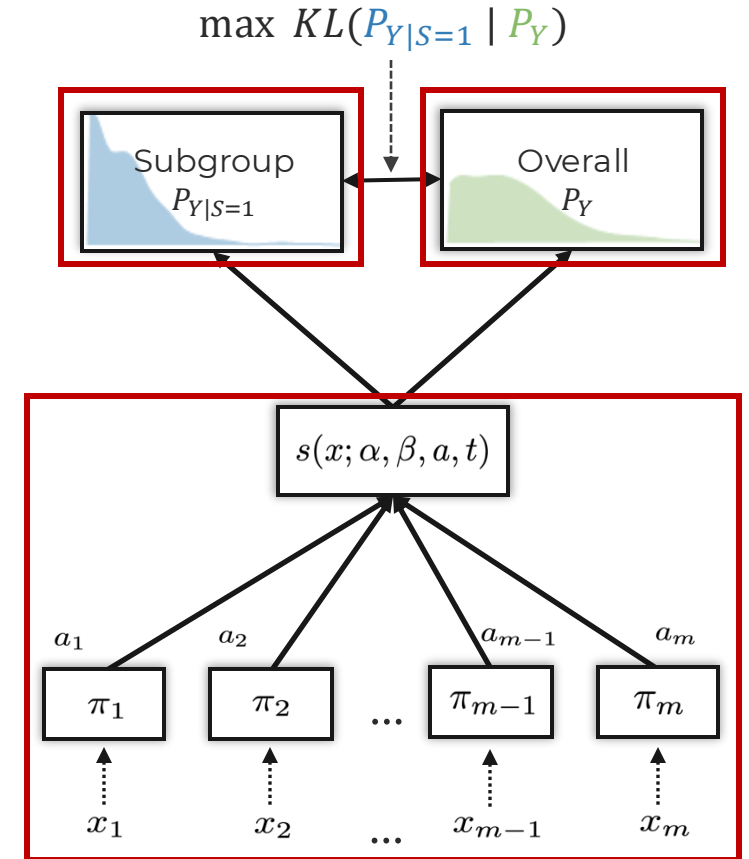 max KL(P_{Y|S=1} | P_Y)
Subgroup
P_{Y|S=1}
Overall
P_Y
s(x; α, β, a, t)
a_1 a_2 a_{m−1} a_m
π_1 π_2 ... π_{m−1} π_m
x_1 x_2 ... x_{m−1} x_m